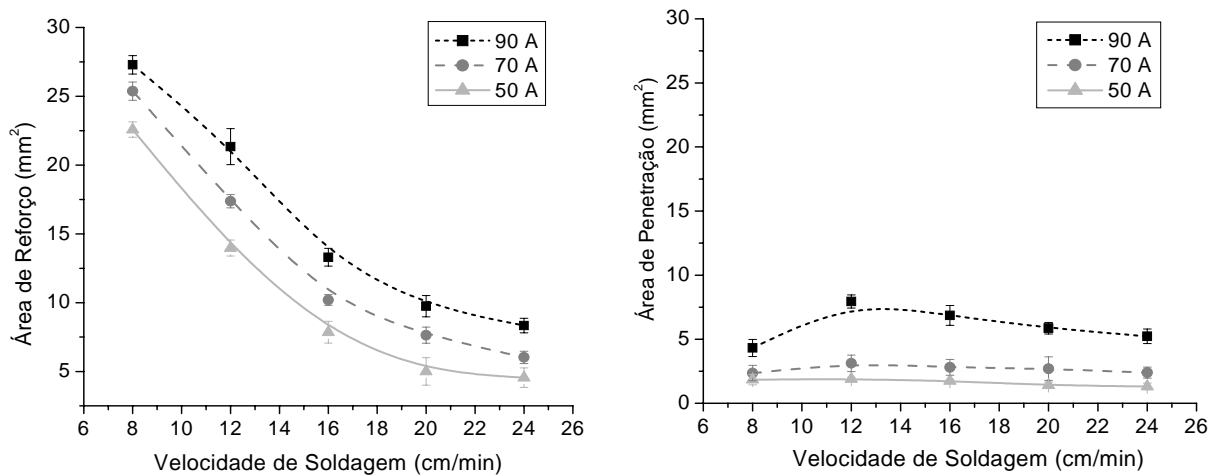 30
25
20
15
10
5
Área de Reforço (mm²)
90 A
70 A
50 A
6 8 10 12 14 16 18 20 22 24 26
Velocidade de Soldagem (cm/min)
30
25
20
15
10
5
0
Área de Penetração (mm²)
90 A
70 A
50 A
6 8 10 12 14 16 18 20 22 24 26
Velocidade de Soldagem (cm/min)